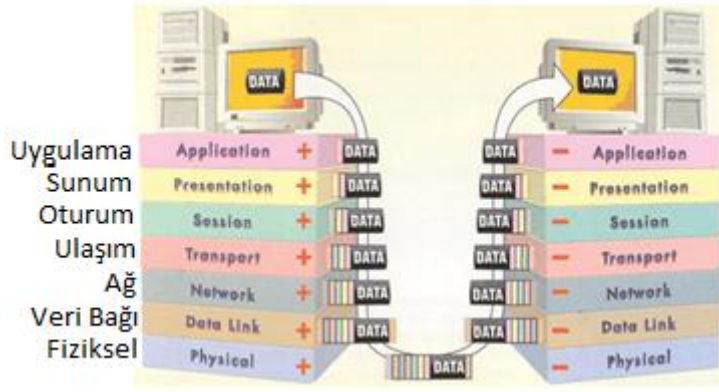 DATA DATA
Uygulama Application + DATA DATA - Application
Sunum Presentation + DATA DATA - Presentation
Oturum Session + DATA DATA - Session
Ulaşım Transport + DATA DATA - Transport
Ağ Network + DATA DATA - Network
Veri Bağı Data Link + DATA DATA - Data Link
Fiziksel Physical + DATA - Physical